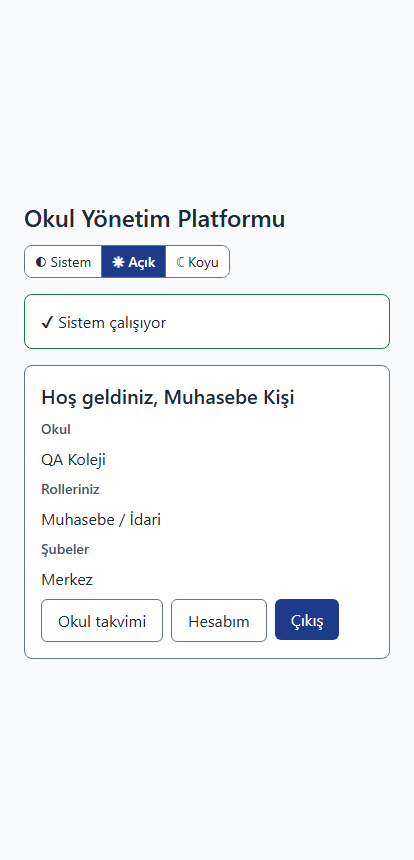 Okul Yönetim Platformu
◐ Sistem ☀ Açık ☾ Koyu
✓ Sistem çalışıyor
Hoş geldiniz, Muhasebe Kişi
Okul
QA Koleji
Rolleriniz
Muhasebe / İdari
Şubeler
Merkez
Okul takvimi Hesabım Çıkış